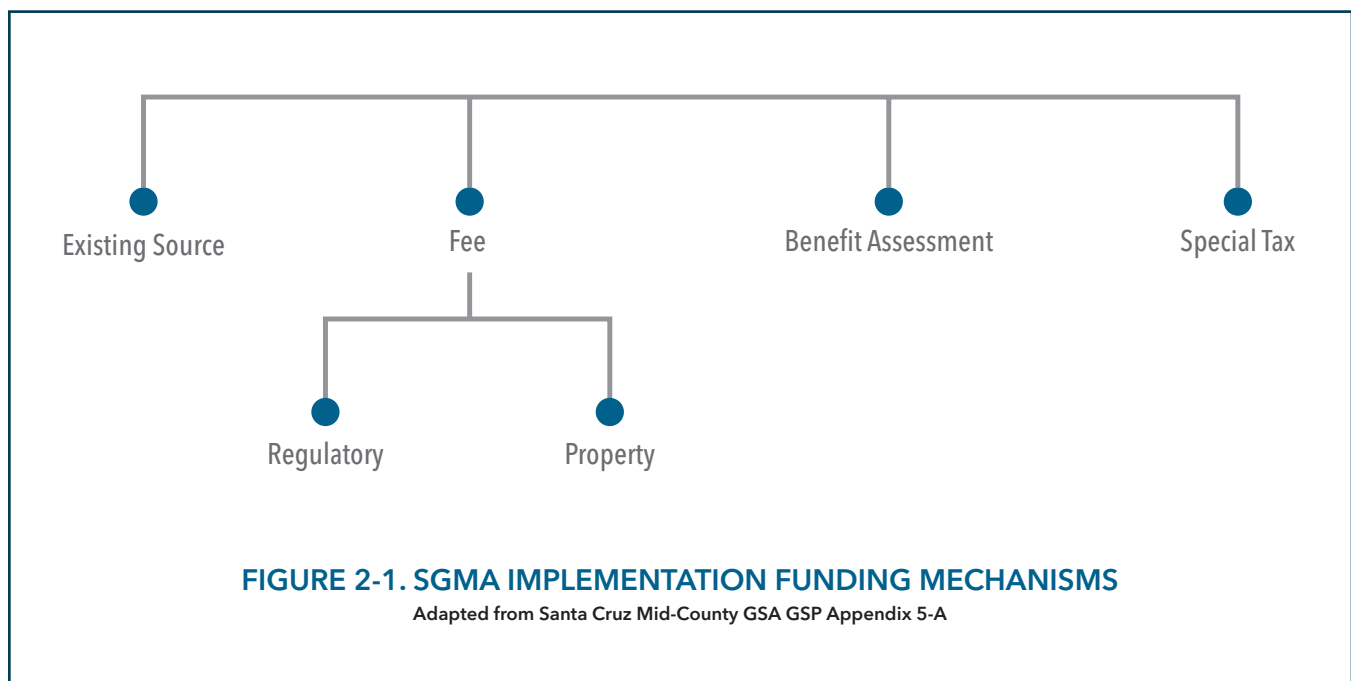 Existing Source
Fee
Benefit Assessment
Special Tax
Regulatory
Property
FIGURE 2-1. SGMA IMPLEMENTATION FUNDING MECHANISMS
Adapted from Santa Cruz Mid-County GSA GSP Appendix 5-A